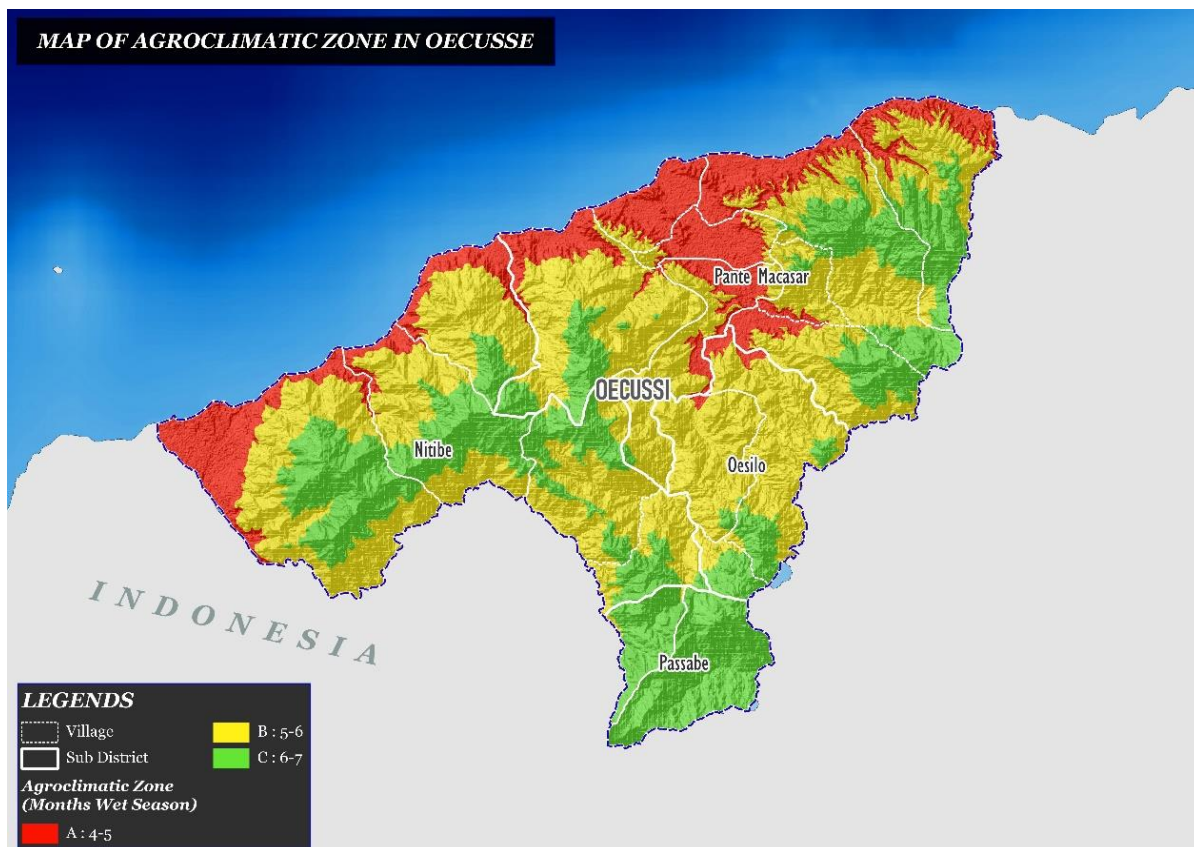 MAP OF AGROCLIMATIC ZONE IN OECUSSE
Pante Macasar
OECUSSI
Nitibe
Oesilo
INDONESIA
Passabe
LEGENDS
Village
Sub District
Agroclimatic Zone
(Months Wet Season)
A : 4-5
B : 5-6
C : 6-7